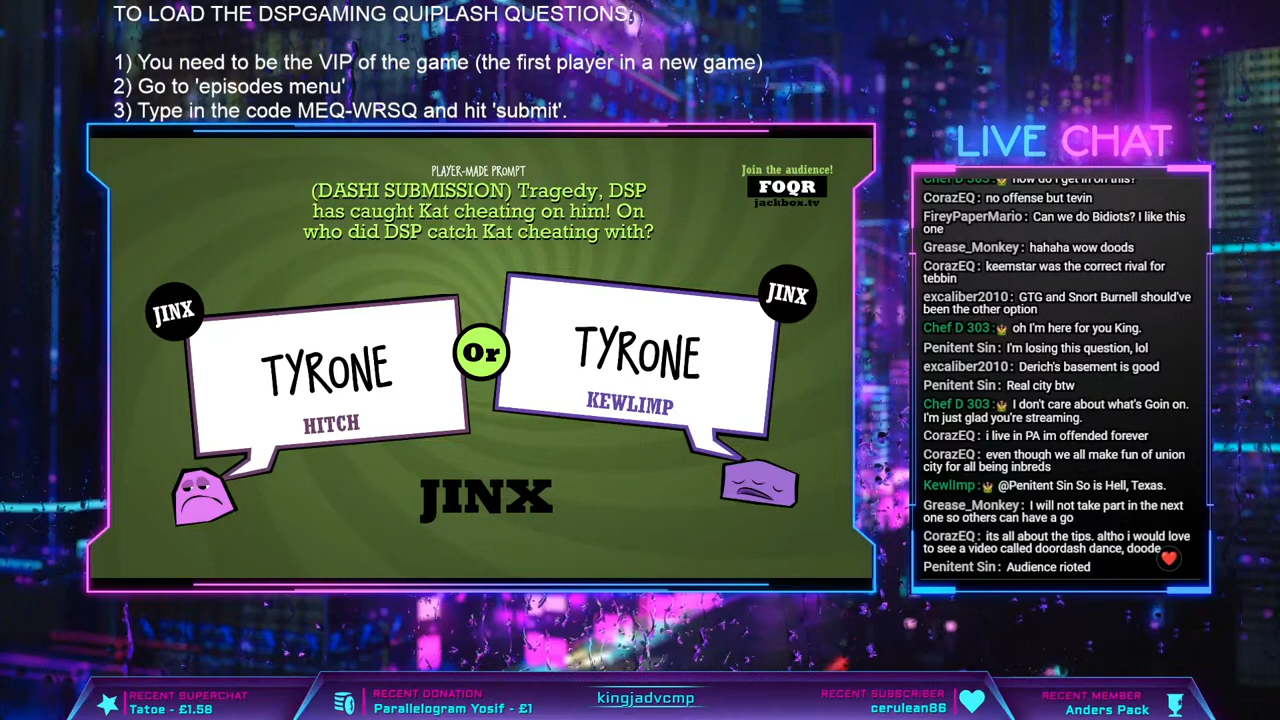 TO LOAD THE DSPGAMING QUIPLASH QUESTIONS:
1) You need to be the VIP of the game (the first player in a new game)
2) Go to 'episodes menu'
3) Type in the code MEQ-WRSQ and hit 'submit'.
PLAYER-MADE PROMPT
(DASHI SUBMISSION) Tragedy, DSP
has caught Kat cheating on him! On
who did DSP catch Kat cheating with?
Join the audience!
FOQR
jackbox.tv
JINX
TYRONE
HITCH
Or
JINX
TYRONE
KEWLIMP
JINX
LIVE CHAT
Chef D 303: how do I get in on this?
CorazEQ: no offense but tevin
FireyPaperMario: Can we do Bidiots? I like this
one
Grease_Monkey: hahaha wow doods
CorazEQ: keemstar was the correct rival for
tebbin
excaliber2010: GTG and Snort Burnell should've
been the other option
Chef D 303: oh I'm here for you King.
Penitent Sin: I'm losing this question, lol
excaliber2010: Derich's basement is good
Penitent Sin: Real city btw
Chef D 303: I don't care about what's Goin on.
I'm just glad you're streaming.
CorazEQ: i live in PA im offended forever
CorazEQ: even though we all make fun of union
city for all being inbreds
KewlImp: @Penitent Sin So is Hell, Texas.
Grease_Monkey: I will not take part in the next
one so others can have a go
CorazEQ: its all about the tips. altho i would love
to see a video called doordash dance, doode
Penitent Sin: Audience rioted
RECENT SUPERCHAT
Tatoe - £1.58
RECENT DONATION
Parallelogram Yosif - £1
kingjadvcmp
RECENT SUBSCRIBER
cerulean86
RECENT MEMBER
Anders Pack